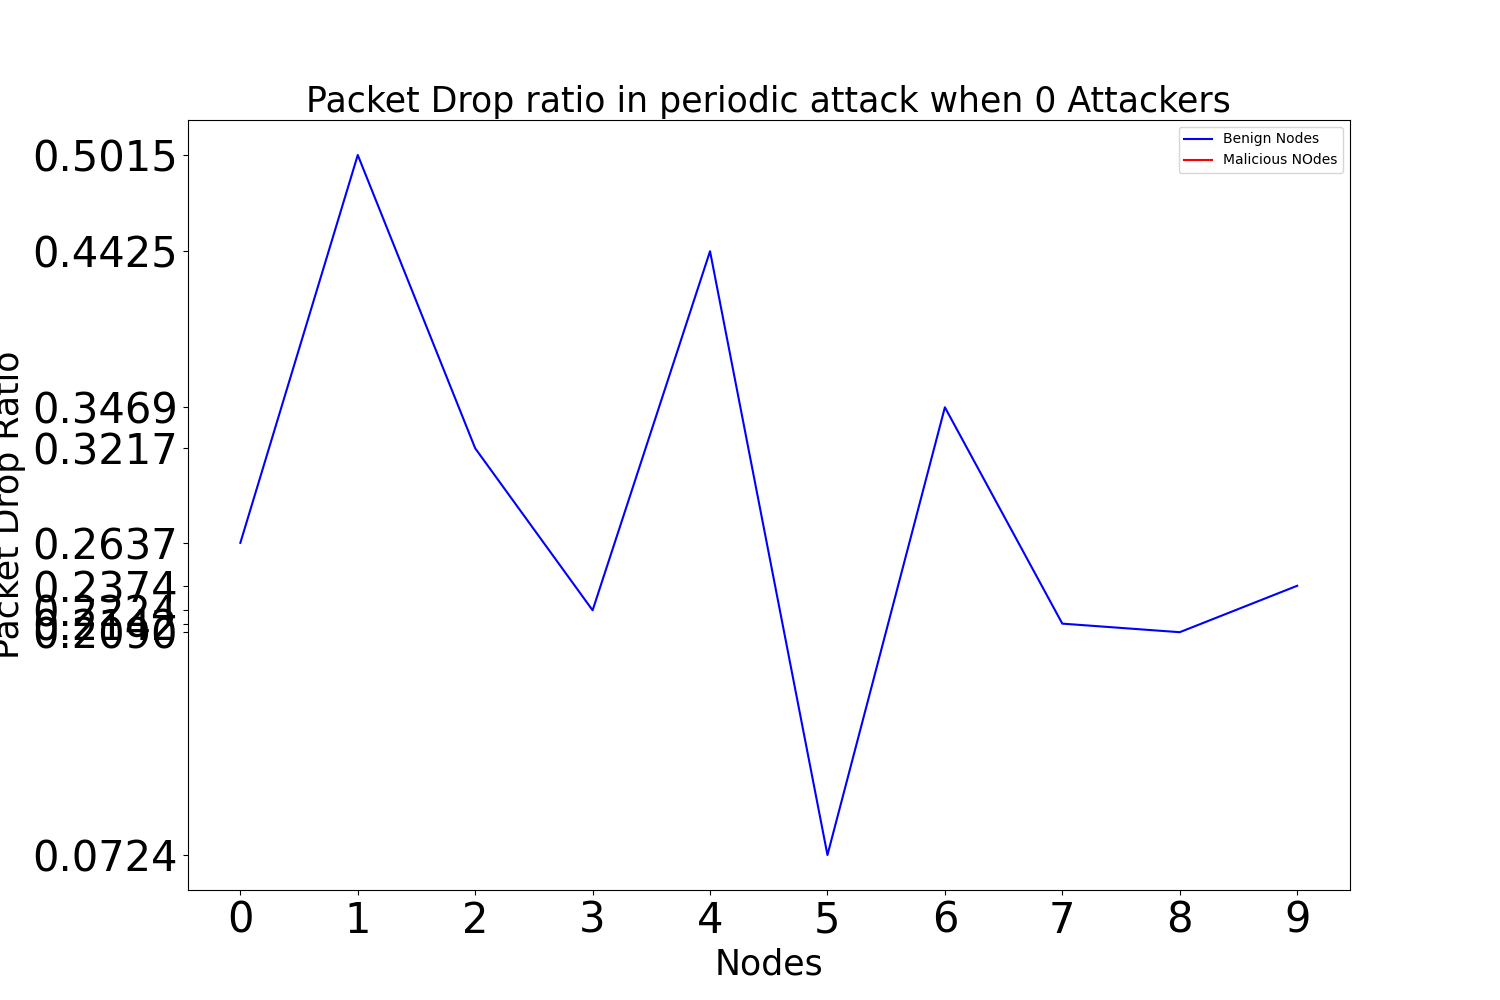 Packet Drop ratio in periodic attack when 0 Attackers
Benign Nodes
Malicious NOdes
0.5015
0.4425
0.3469
0.3217
0.2637
0.2374
0.2090
0.0724
Packet Drop Ratio
0 1 2 3 4 5 6 7 8 9
Nodes